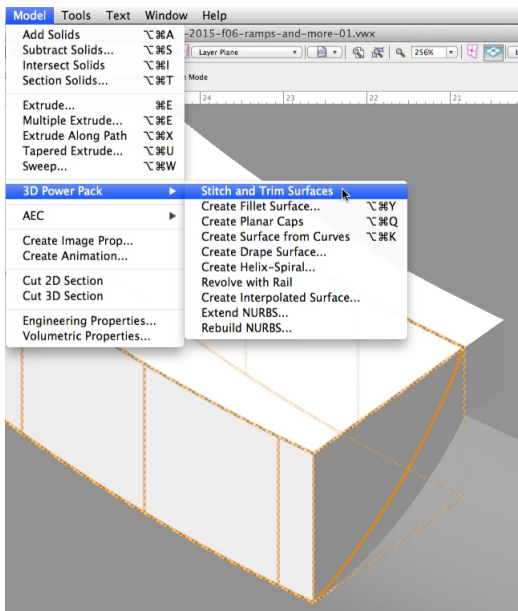 Model Tools Text Window Help
-2015-f06-ramps-and-more-01.vwx
Add Solids ⌥⌘A
Subtract Solids... ⌥⌘S
Layer Plane 256%
Intersect Solids ⌥⌘I
Section Solids... ⌥⌘T
Mode
Extrude... ⌘E
24 23 22 21
Multiple Extrude... ⌥⌘E
Extrude Along Path ⌥⌘X
Tapered Extrude... ⌥⌘U
Sweep... ⌥⌘W
3D Power Pack
AEC
Create Image Prop...
Create Animation...
Cut 2D Section
Cut 3D Section
Engineering Properties...
Volumetric Properties...
Stitch and Trim Surfaces
Create Fillet Surface... ⌥⌘Y
Create Planar Caps ⌥⌘Q
Create Surface from Curves ⌥⌘K
Create Drape Surface...
Create Helix-Spiral...
Revolve with Rail
Create Interpolated Surface...
Extend NURBS...
Rebuild NURBS...